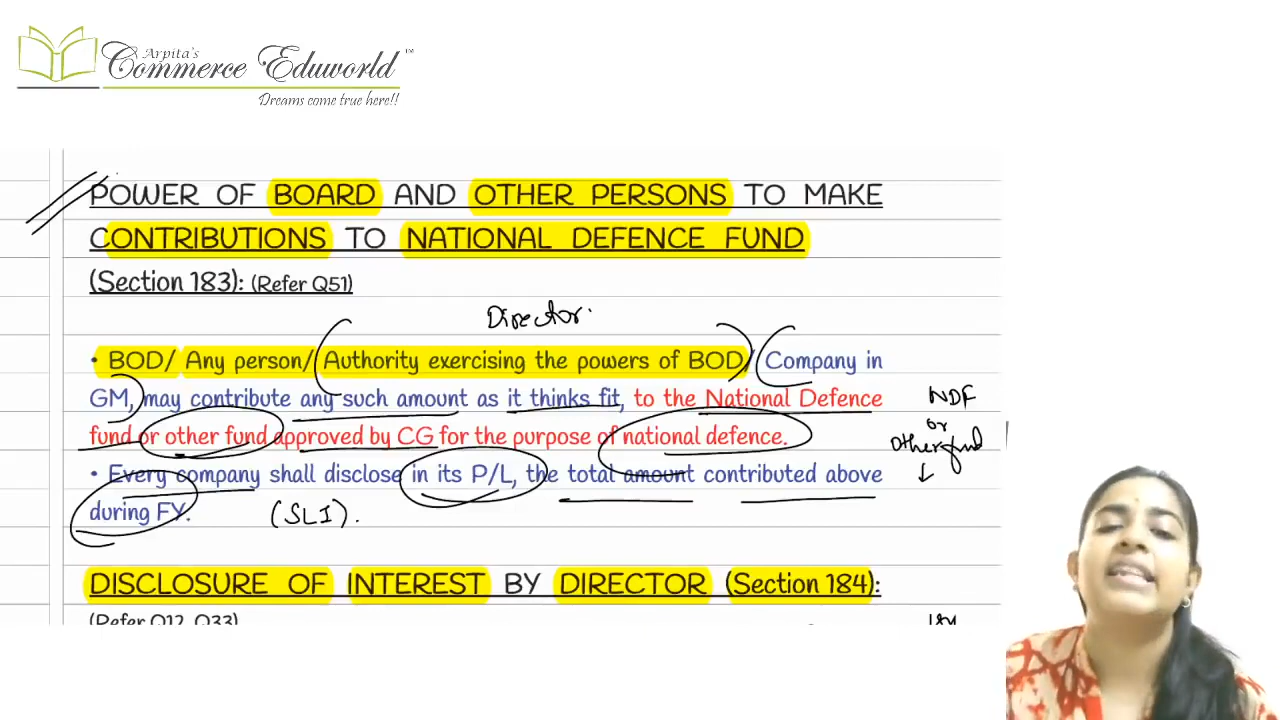 Arpita's
Commerce Eduworld™
Dreams come true here!!
POWER OF BOARD AND OTHER PERSONS TO MAKE
CONTRIBUTIONS TO NATIONAL DEFENCE FUND
(Section 183): (Refer Q51)
Director
• BOD/ Any person/ Authority exercising the powers of BOD/ Company in
GM, may contribute any such amount as it thinks fit, to the National Defence
fund or other fund approved by CG for the purpose of national defence.
NDF
or
Other fund
• Every company shall disclose in its P/L, the total amount contributed above
during FY. (SLI).
DISCLOSURE OF INTEREST BY DIRECTOR (Section 184):
(Refer Q12, Q33)